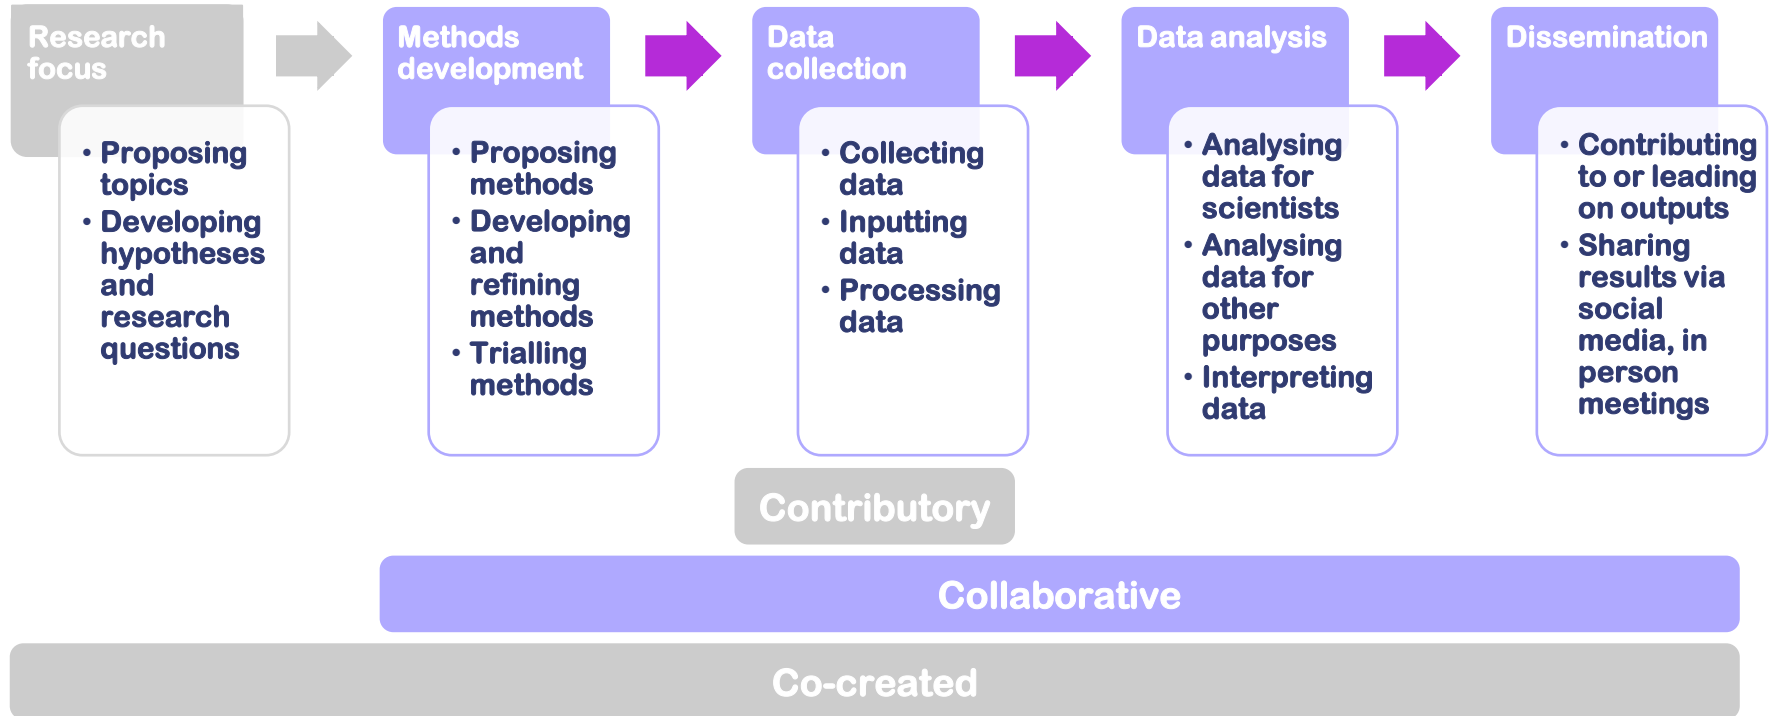 Research
focus
• Proposing
topics
• Developing
hypotheses
and
research
questions
Methods
development
• Proposing
methods
• Developing
and
refining
methods
• Trialling
methods
Data
collection
• Collecting
data
• Inputting
data
• Processing
data
Data analysis
• Analysing
data for
scientists
• Analysing
data for
other
purposes
• Interpreting
data
Dissemination
• Contributing
to or leading
on outputs
• Sharing
results via
social
media, in
person
meetings
Contributory
Collaborative
Co-created